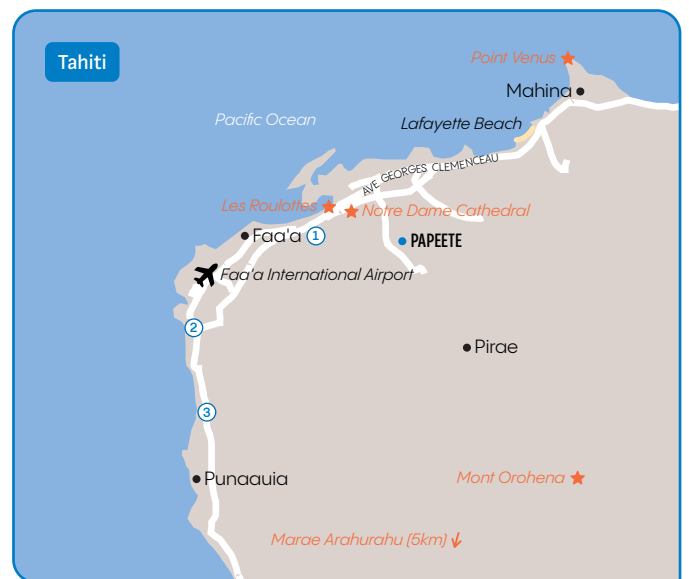 Tahiti
Point Venus
Mahina
Pacific Ocean
Lafayette Beach
AVE GEORGES CLEMENCEAU
Les Roulottes
Notre Dame Cathedral
Faa'a 1
PAPEETE
Faa'a International Airport
2
Pirae
3
Punaauia
Mont Orohena
Marae Arahurahu (5km)